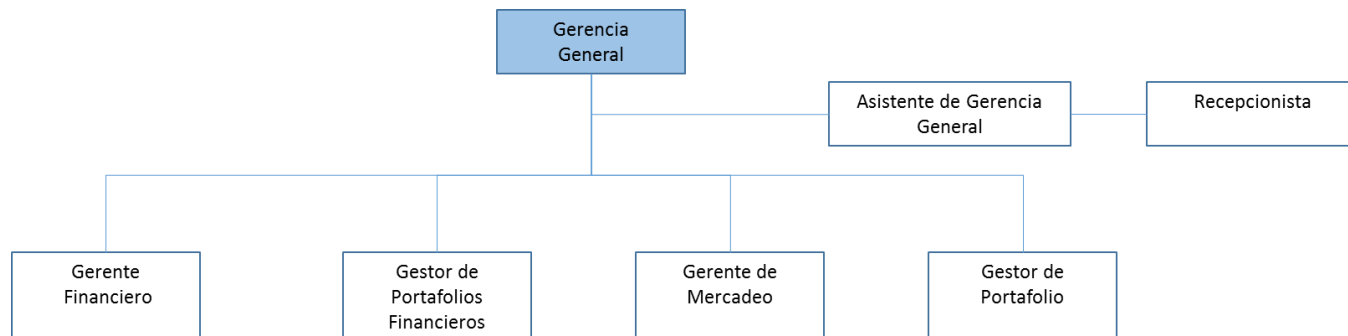 Gerencia
General
Asistente de Gerencia
General
Recepcionista
Gerente
Financiero
Gestor de
Portafolios
Financieros
Gerente de
Mercadeo
Gestor de
Portafolio